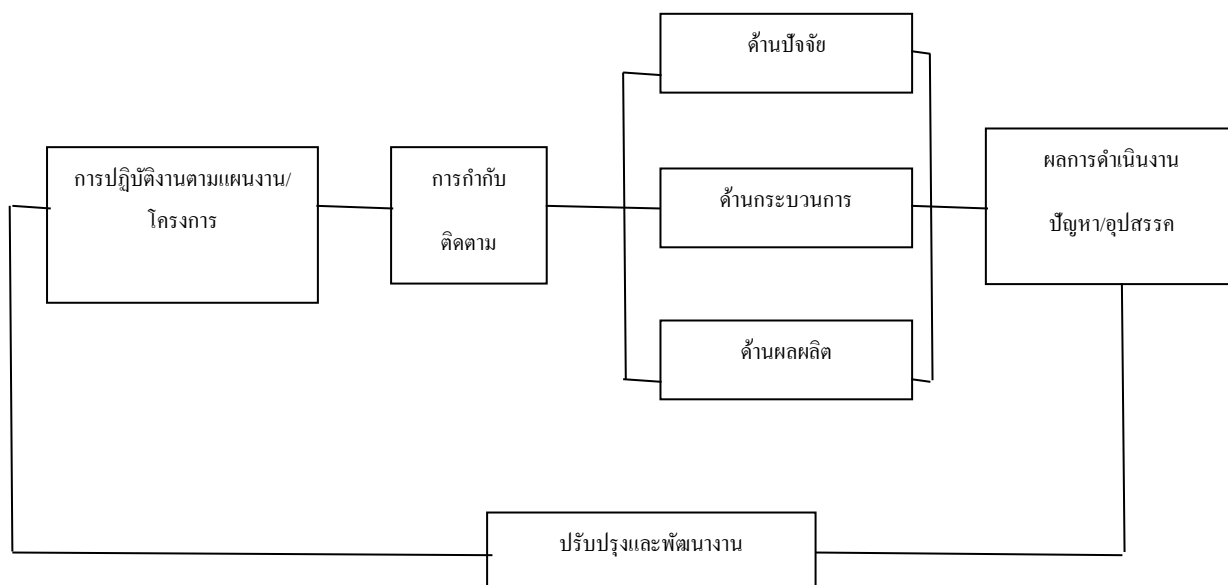 การปฏิบัติงานตามแผนงาน/
โครงการ
การกำกับ
ติดตาม
ด้านปัจจัย
ด้านกระบวนการ
ด้านผลผลิต
ผลการดำเนินงาน
ปัญหา/อุปสรรค
ปรับปรุงและพัฒนางาน